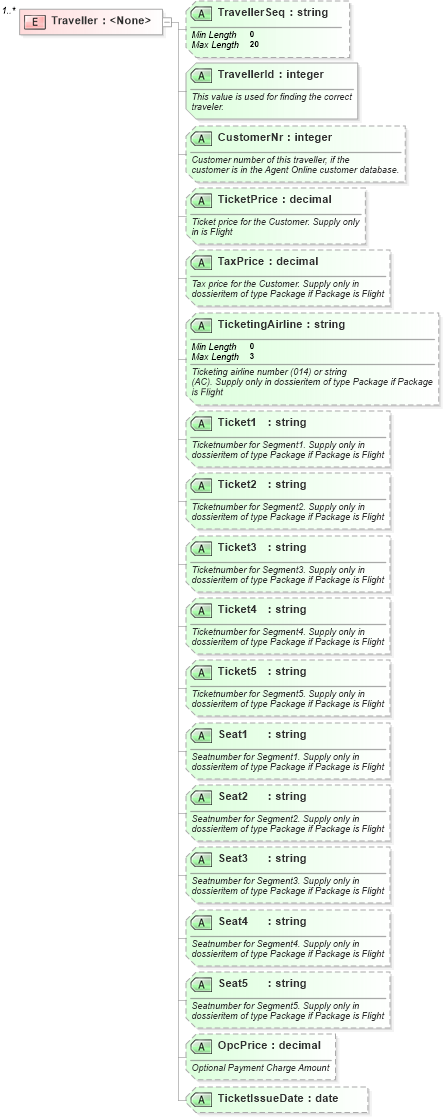 1..*
E Traveller : <None>
A TravellerSeq : string
Min Length 0
Max Length 20
A TravellerId : integer
This value is used for finding the correct
traveler.
A CustomerNr : integer
Customer number of this traveller, if the
customer is in the Agent Online customer database.
A TicketPrice : decimal
Ticket price for the Customer. Supply only
in is Flight
A TaxPrice : decimal
Tax price for the Customer. Supply only in
dossieritem of type Package if Package is Flight
A TicketingAirline : string
Min Length 0
Max Length 3
Ticketing airline number (014) or string
(AC). Supply only in dossieritem of type Package if Package
is Flight
A Ticket1 : string
Ticketnumber for Segment1. Supply only in
dossieritem of type Package if Package is Flight
A Ticket2 : string
Ticketnumber for Segment2. Supply only in
dossieritem of type Package if Package is Flight
A Ticket3 : string
Ticketnumber for Segment3. Supply only in
dossieritem of type Package if Package is Flight
A Ticket4 : string
Ticketnumber for Segment4. Supply only in
dossieritem of type Package if Package is Flight
A Ticket5 : string
Ticketnumber for Segment5. Supply only in
dossieritem of type Package if Package is Flight
A Seat1 : string
Seatnumber for Segment1. Supply only in
dossieritem of type Package if Package is Flight
A Seat2 : string
Seatnumber for Segment2. Supply only in
dossieritem of type Package if Package is Flight
A Seat3 : string
Seatnumber for Segment3. Supply only in
dossieritem of type Package if Package is Flight
A Seat4 : string
Seatnumber for Segment4. Supply only in
dossieritem of type Package if Package is Flight
A Seat5 : string
Seatnumber for Segment5. Supply only in
dossieritem of type Package if Package is Flight
A OpcPrice : decimal
Optional Payment Charge Amount
A TicketIssueDate : date